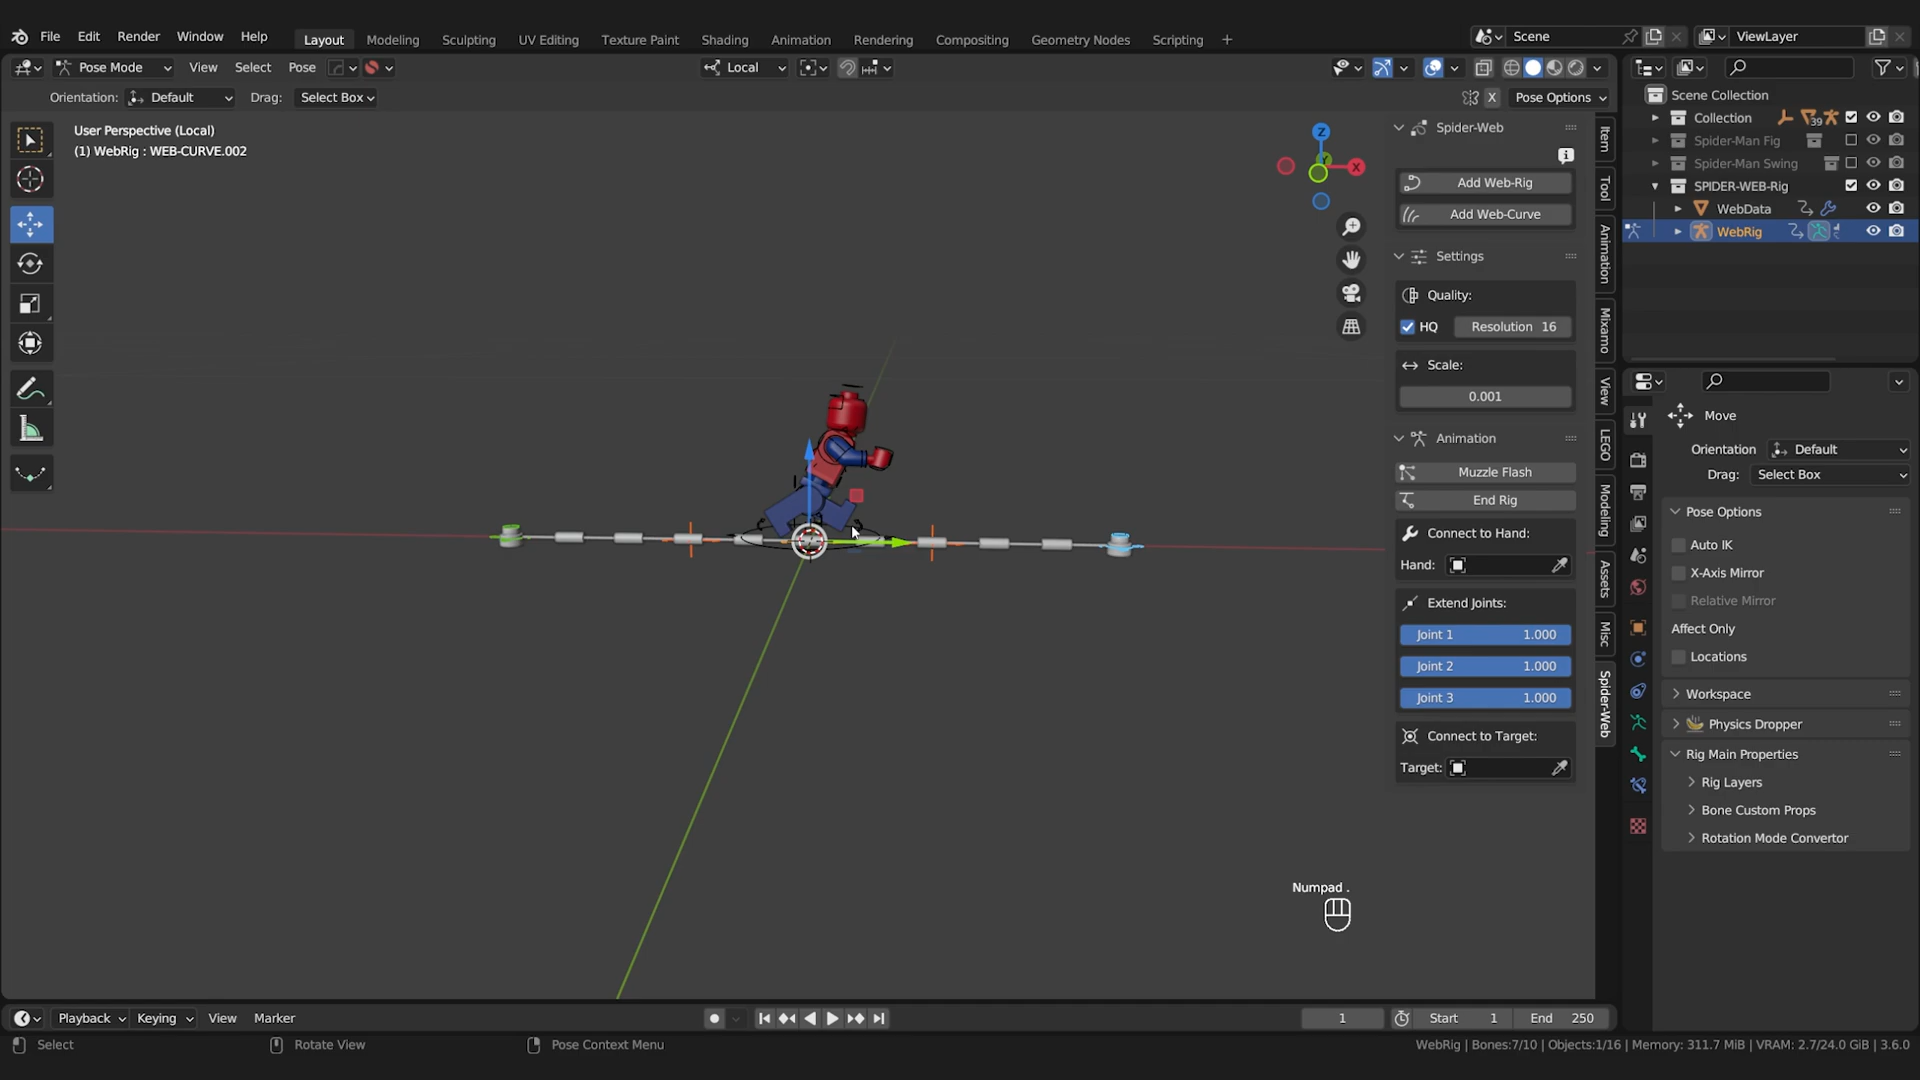 File Edit Render Window Help Layout Modeling Sculpting UV Editing Texture Paint Shading Animation Rendering Compositing Geometry Nodes Scripting + Scene ViewLayer
Pose Mode View Select Pose Local
Orientation: Default Drag: Select Box X Pose Options
User Perspective (Local)
(1) WebRig : WEB-CURVE.002
Z
X
Spider-Web
Add Web-Rig
Add Web-Curve
Settings
Quality:
HQ Resolution 16
Scale:
0.001
Animation
Muzzle Flash
End Rig
Connect to Hand:
Hand:
Extend Joints:
Joint 1 1.000
Joint 2 1.000
Joint 3 1.000
Connect to Target:
Target:
Item
Tool
Animation
Mixamo
View
LEGO
Modeling
Assets
Misc
Spider-Web
Scene Collection
Collection 39
Spider-Man Fig
Spider-Man Swing
SPIDER-WEB-Rig
WebData
WebRig
Move
Orientation Default
Drag: Select Box
Pose Options
Auto IK
X-Axis Mirror
Relative Mirror
Affect Only
Locations
Workspace
Physics Dropper
Rig Main Properties
Rig Layers
Bone Custom Props
Rotation Mode Convertor
Numpad .
Playback Keying View Marker 1 Start 1 End 250
Select Rotate View Pose Context Menu WebRig | Bones:7/10 | Objects:1/16 | Memory: 311.7 MiB | VRAM: 2.7/24.0 GiB | 3.6.0